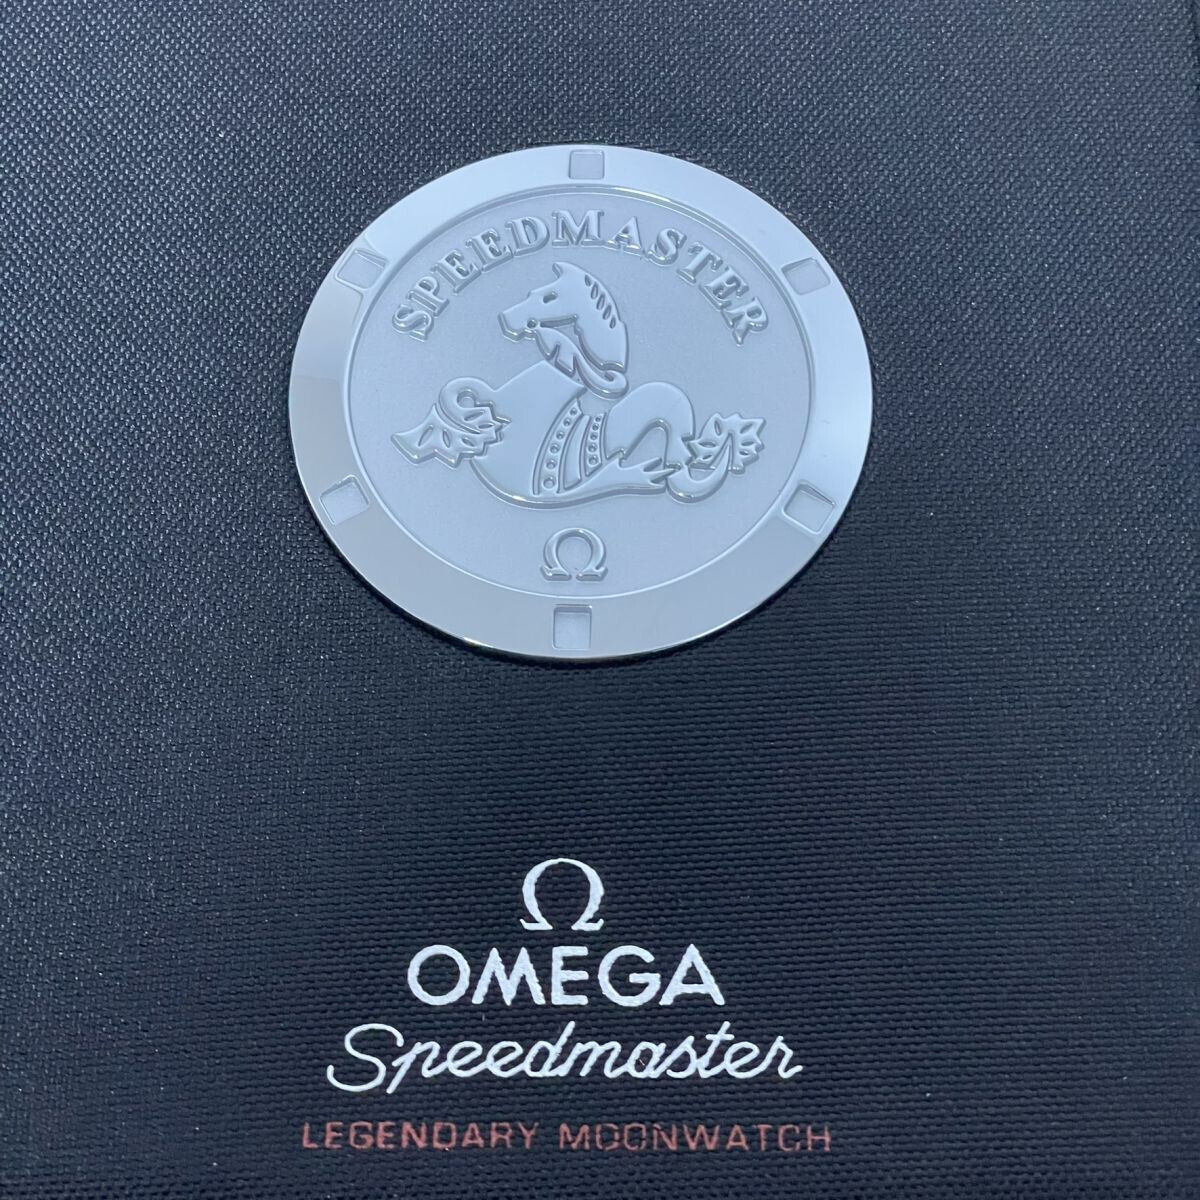 SPEEDMASTER
Ω
Ω
OMEGA
Speedmaster
LEGENDARY MOONWATCH